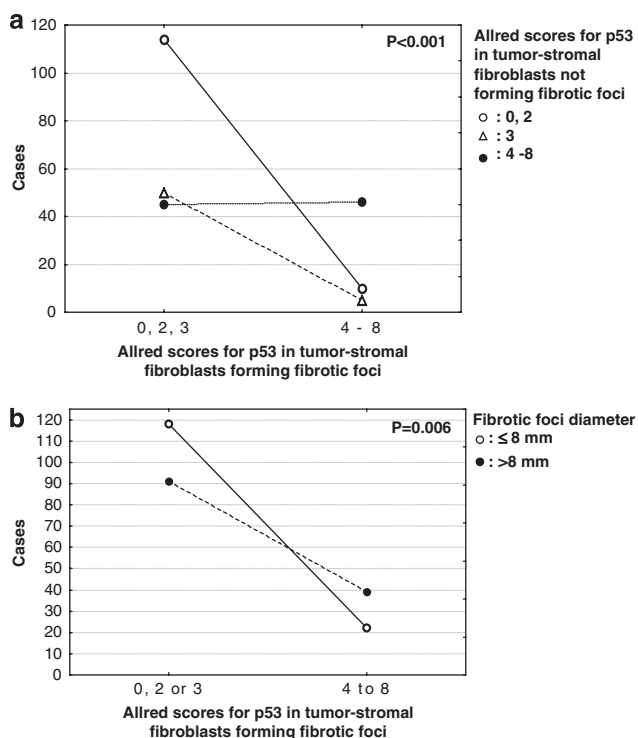 a
P<0.001
Allred scores for p53
in tumor-stromal
fibroblasts not
forming fibrotic foci
: 0, 2
: 3
: 4 -8
120
100
80
60
40
20
0
Cases
0, 2, 3
4 - 8
Allred scores for p53 in tumor-stromal
fibroblasts forming fibrotic foci
b
P=0.006
Fibrotic foci diameter
: ≤ 8 mm
: >8 mm
120
110
100
90
80
70
60
50
40
30
20
10
0
Cases
0, 2 or 3
4 to 8
Allred scores for p53 in tumor-stromal
fibroblasts forming fibrotic foci